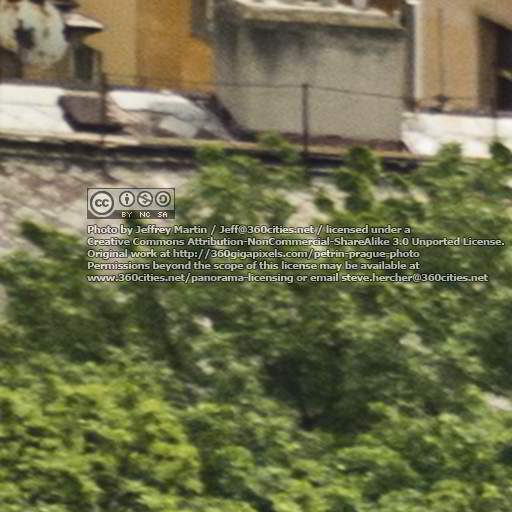 cc
BY NC SA
Photo by Jeffrey Martin / Jeff@360cities.net / licensed under a
Creative Commons Attribution-NonCommercial-ShareAlike 3.0 Unported License.
Original work at http://360gigapixels.com/petrin-prague-photo
Permissions beyond the scope of this license may be available at
www.360cities.net/panorama-licensing or email steve.hercher@360cities.net